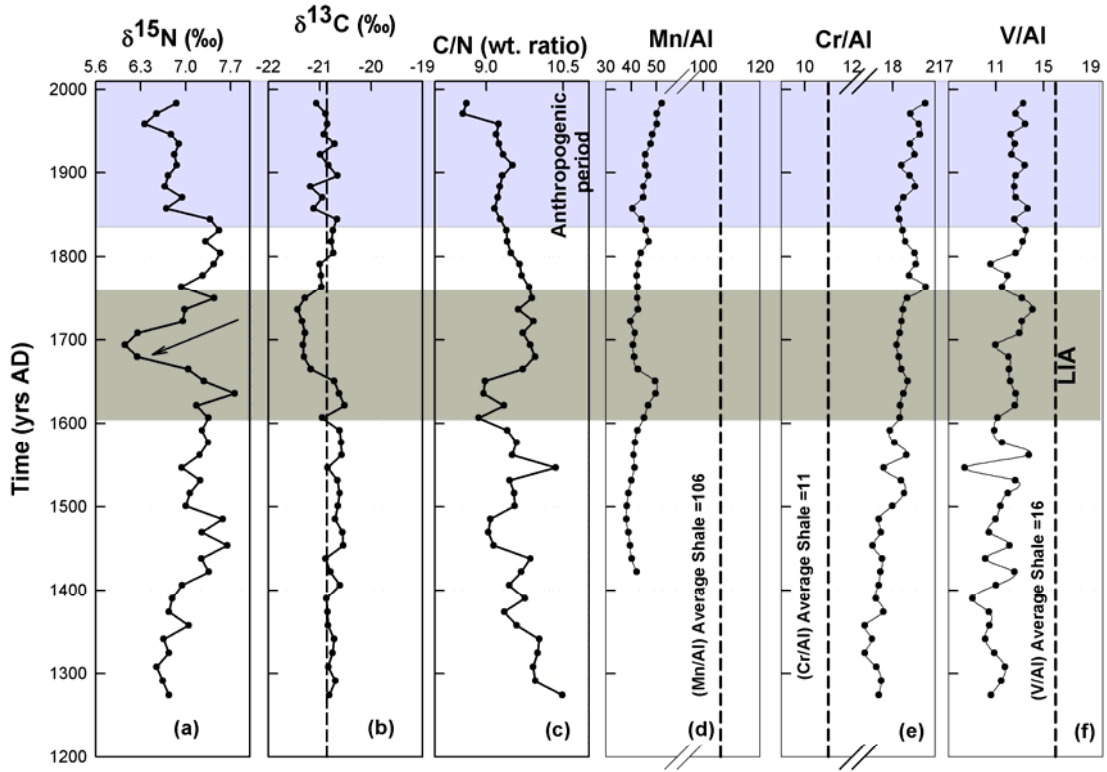 δ15N (‰)
δ13C (‰)
C/N (wt. ratio)
Mn/Al
Cr/Al
V/Al
5.6 6.3 7.0 7.7
-22 -21 -20 -19
9.0 10.5
30 40 50 100 120
10 12 18 21
7 11 15 19
Time (yrs AD)
2000
1900
1800
1700
1600
1500
1400
1300
1200
Anthropogenic
period
LIA
(Mn/Al) Average Shale =106
(Cr/Al) Average Shale =11
(V/Al) Average Shale =16
(a)
(b)
(c)
(d)
(e)
(f)